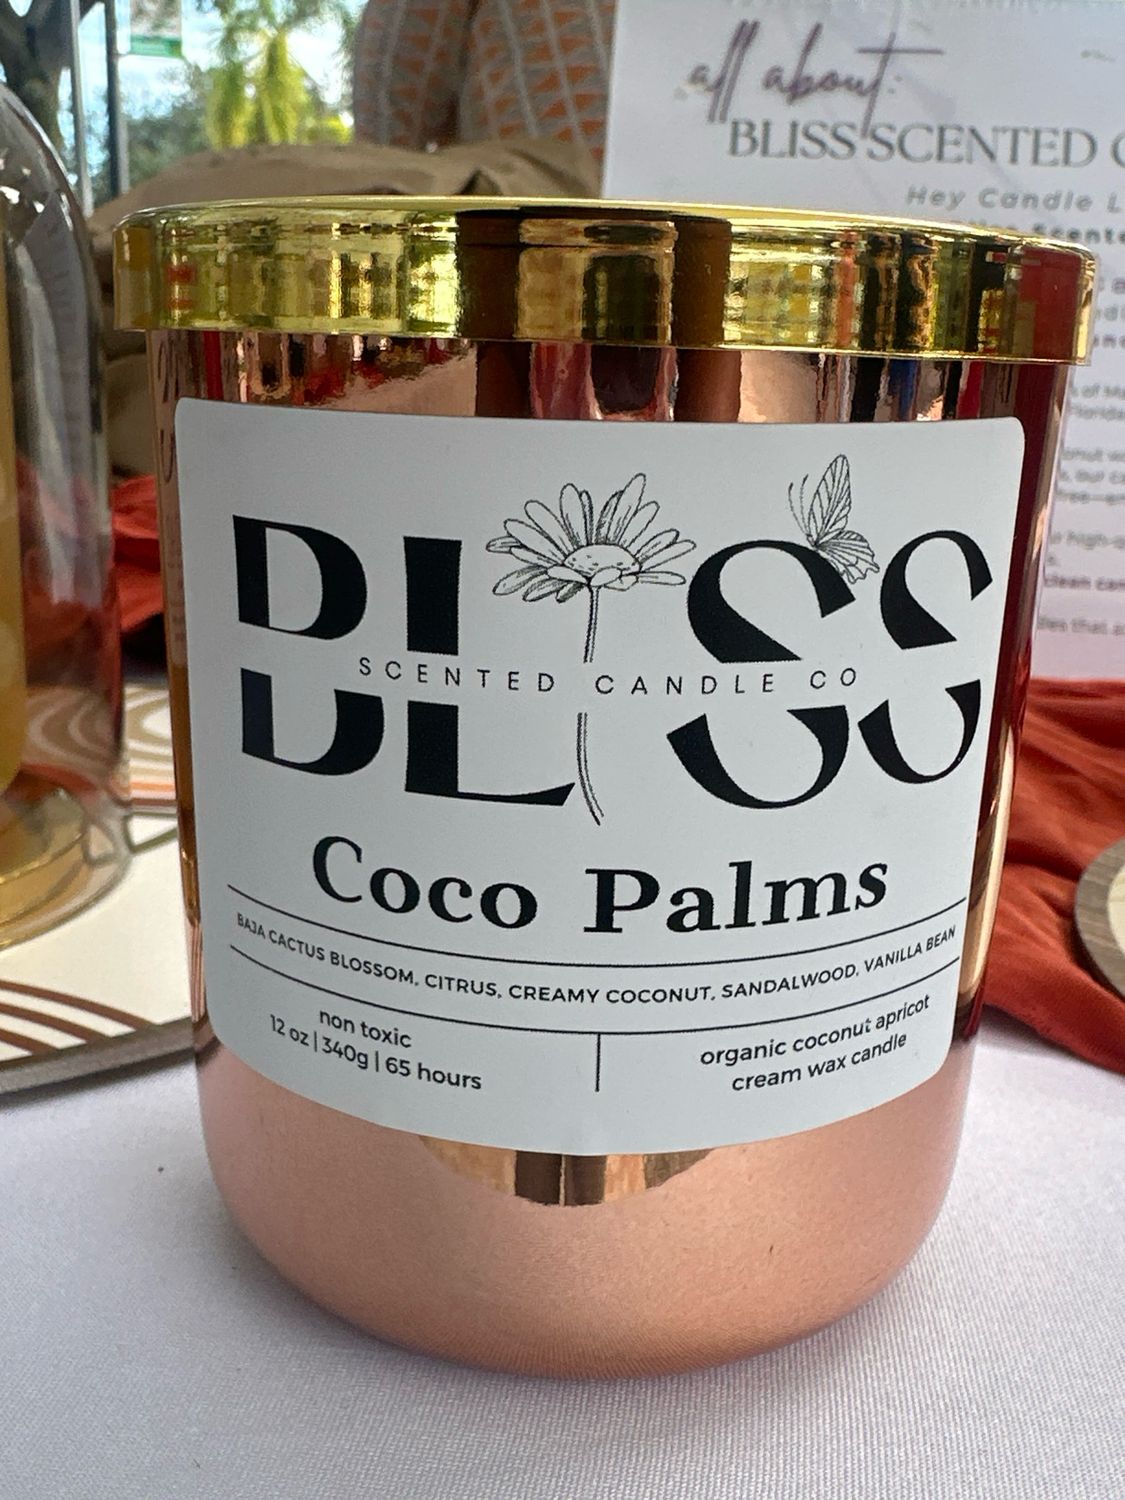 all about:
BLISS SCENTED
Hey Candle
BLISS
SCENTED CANDLE CO
Coco Palms
BAJA CACTUS BLOSSOM, CITRUS, CREAMY COCONUT, SANDALWOOD, VANILLA BEAN
non toxic
12 oz | 340g | 65 hours
organic coconut apricot
cream wax candle